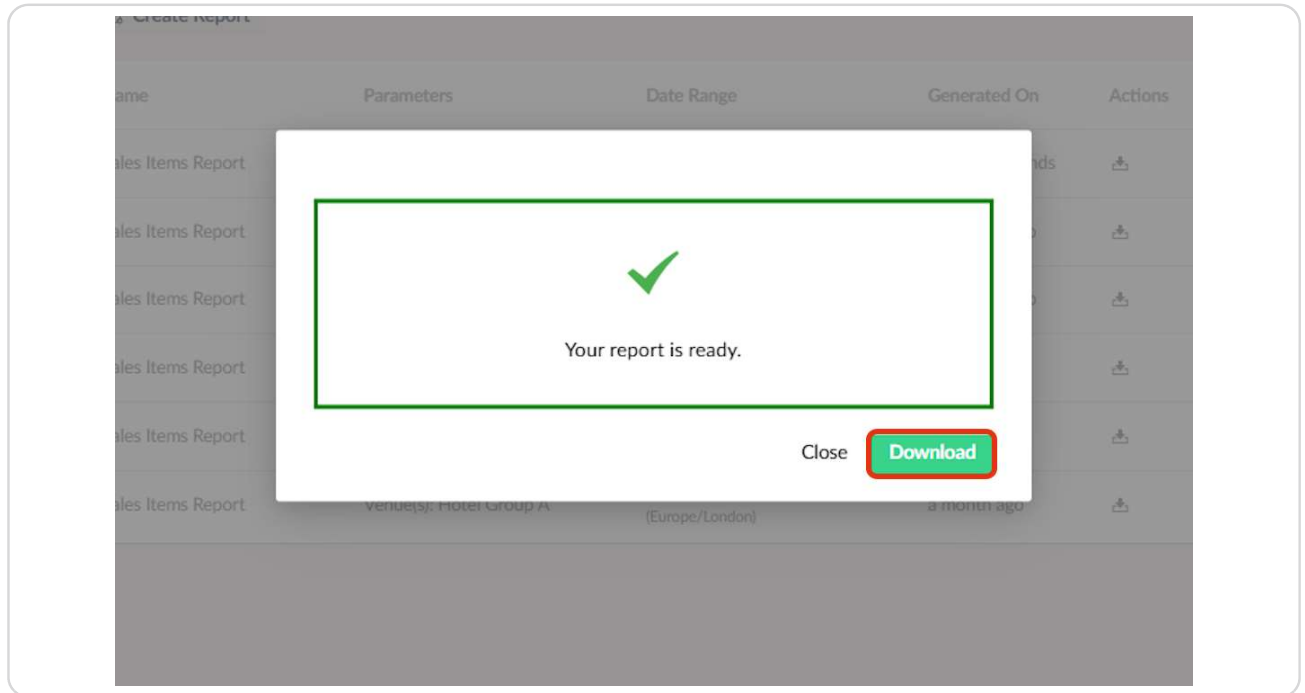 Create Report
ame Parameters Date Range Generated On Actions
ales Items Report nds
ales Items Report
ales Items Report
Your report is ready.
ales Items Report
ales Items Report
Close Download
ales Items Report Venue(s): Hotel Group A (Europe/London) a month ago